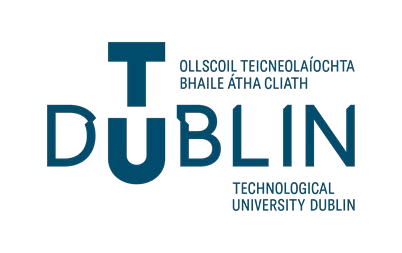 OLLSCOIL TEICNEOLAÍOCHTA
BHAILE ÁTHA CLIATH
TU
DUBLIN
TECHNOLOGICAL
UNIVERSITY DUBLIN